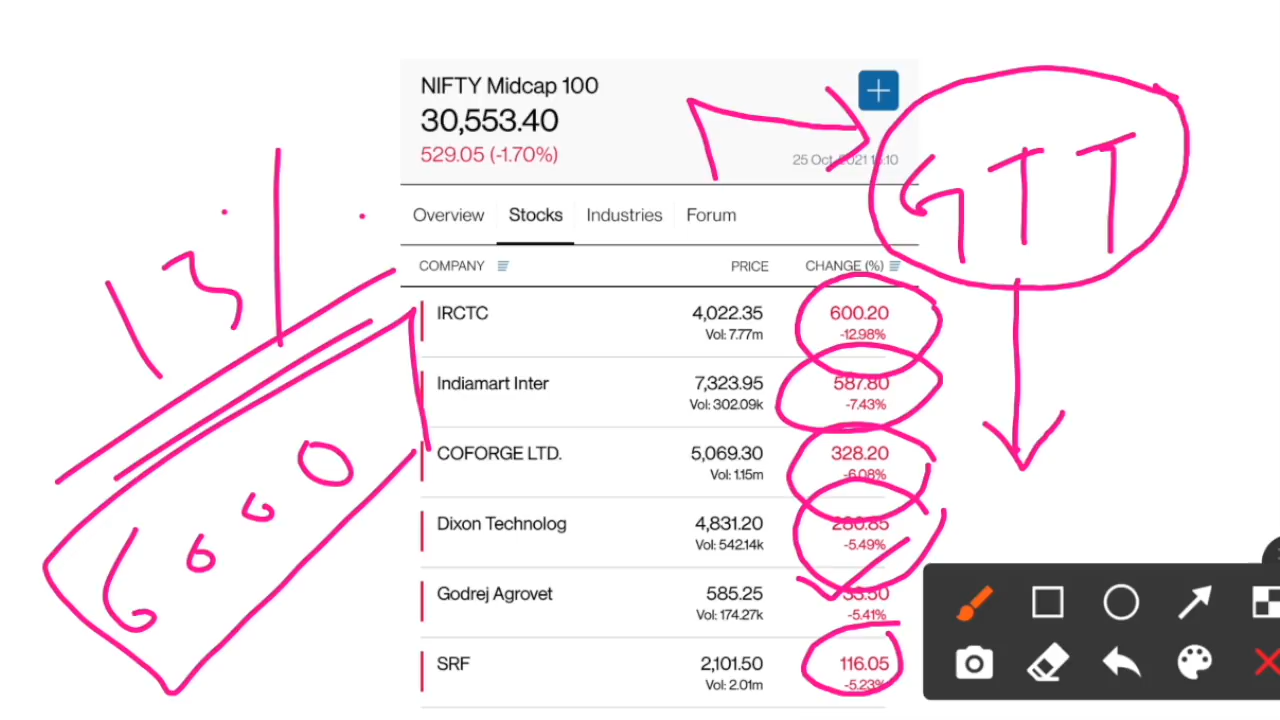 NIFTY Midcap 100
30,553.40
529.05 (-1.70%)
25 Oct 2021
GTT
Overview Stocks Industries Forum
COMPANY PRICE CHANGE (%)
IRCTC 4,022.35 600.20
Vol: 7.77m -12.98%
Indiamart Inter 7,323.95 587.80
Vol: 302.09k -7.43%
COFORGE LTD. 5,069.30 328.20
Vol: 1.15m -6.08%
Dixon Technolog 4,831.20 280.85
Vol: 542.14k -5.49%
Godrej Agrovet 585.25
Vol: 174.27k -5.41%
SRF 2,101.50 116.05
Vol: 2.01m -5.23%